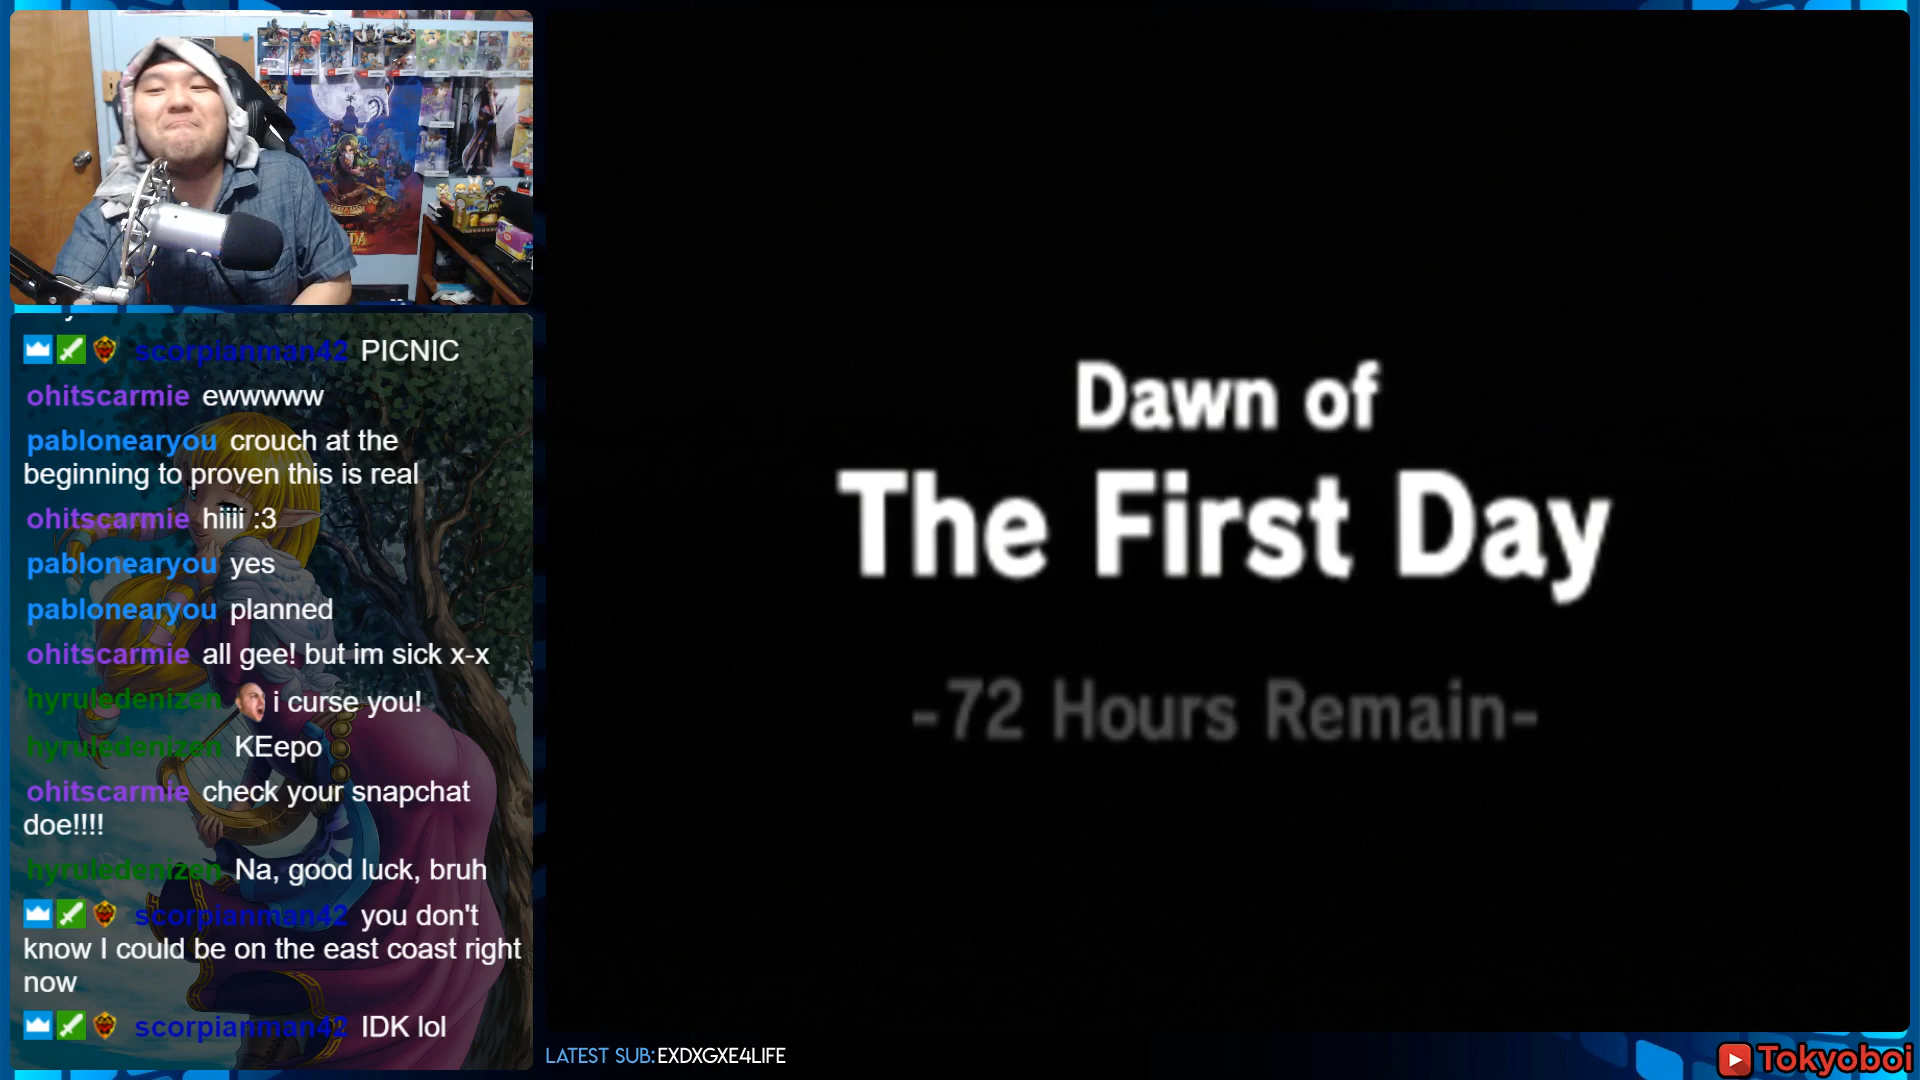 scorpianman42 PICNIC
ohitscarmie ewwwww
pablonearyou crouch at the
beginning to proven this is real
ohitscarmie hiiii :3
pablonearyou yes
pablonearyou planned
ohitscarmie all gee! but im sick x-x
hyruledenizen i curse you!
hyruledenizen KEepo
ohitscarmie check your snapchat
doe!!!!
hyruledenizen Na, good luck, bruh
scorpianman42 you don't
know I could be on the east coast right
now
scorpianman42 IDK lol
Dawn of
The First Day
-72 Hours Remain-
LATEST SUB:EXDXGXE4LIFE
Tokyoboi